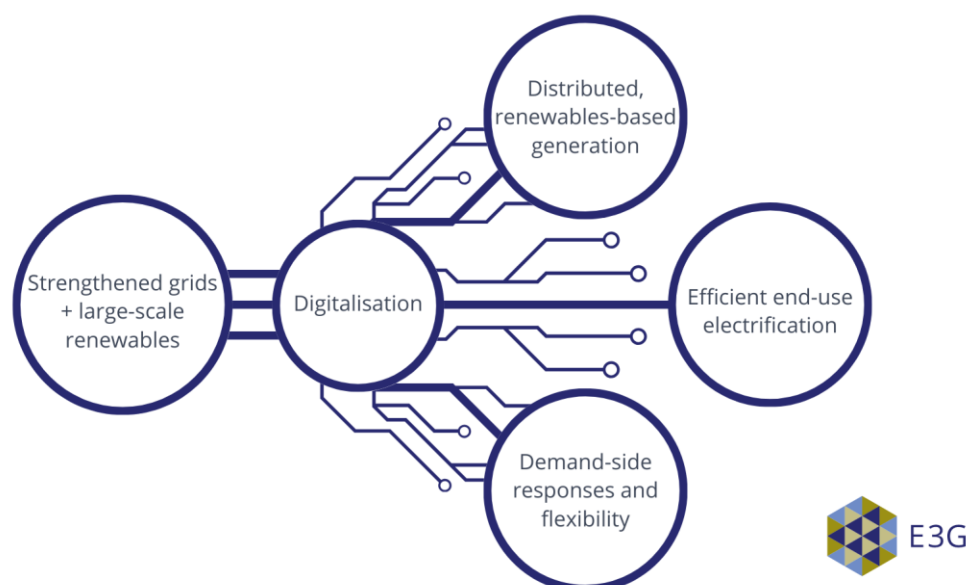 Distributed,
renewables-based
generation
Strengthened grids
+ large-scale
renewables
Digitalisation
Efficient end-use
electrification
Demand-side
responses and
flexibility
E3G